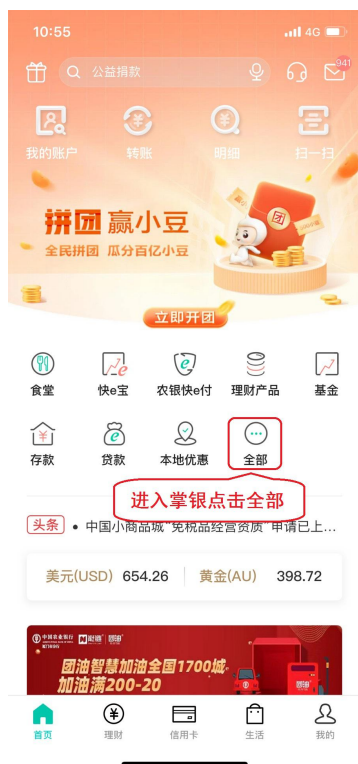 10:55
4G
公益捐款
941
我的账户 转账 明细 扫一扫
拼团 赢小豆
全民拼团 瓜分百亿小豆
团
立即开团
食堂 快e宝 农银快e付 理财产品 基金
存款 贷款 本地优惠 全部
进入掌银点击全部
头条 • 中国小商品城“免税品经营资质”申请已上...
美元(USD) 654.26 黄金(AU) 398.72
中国农业银行
团油
团油智慧加油全国1700城
加油满200-20
首页 理财 信用卡 生活 我的